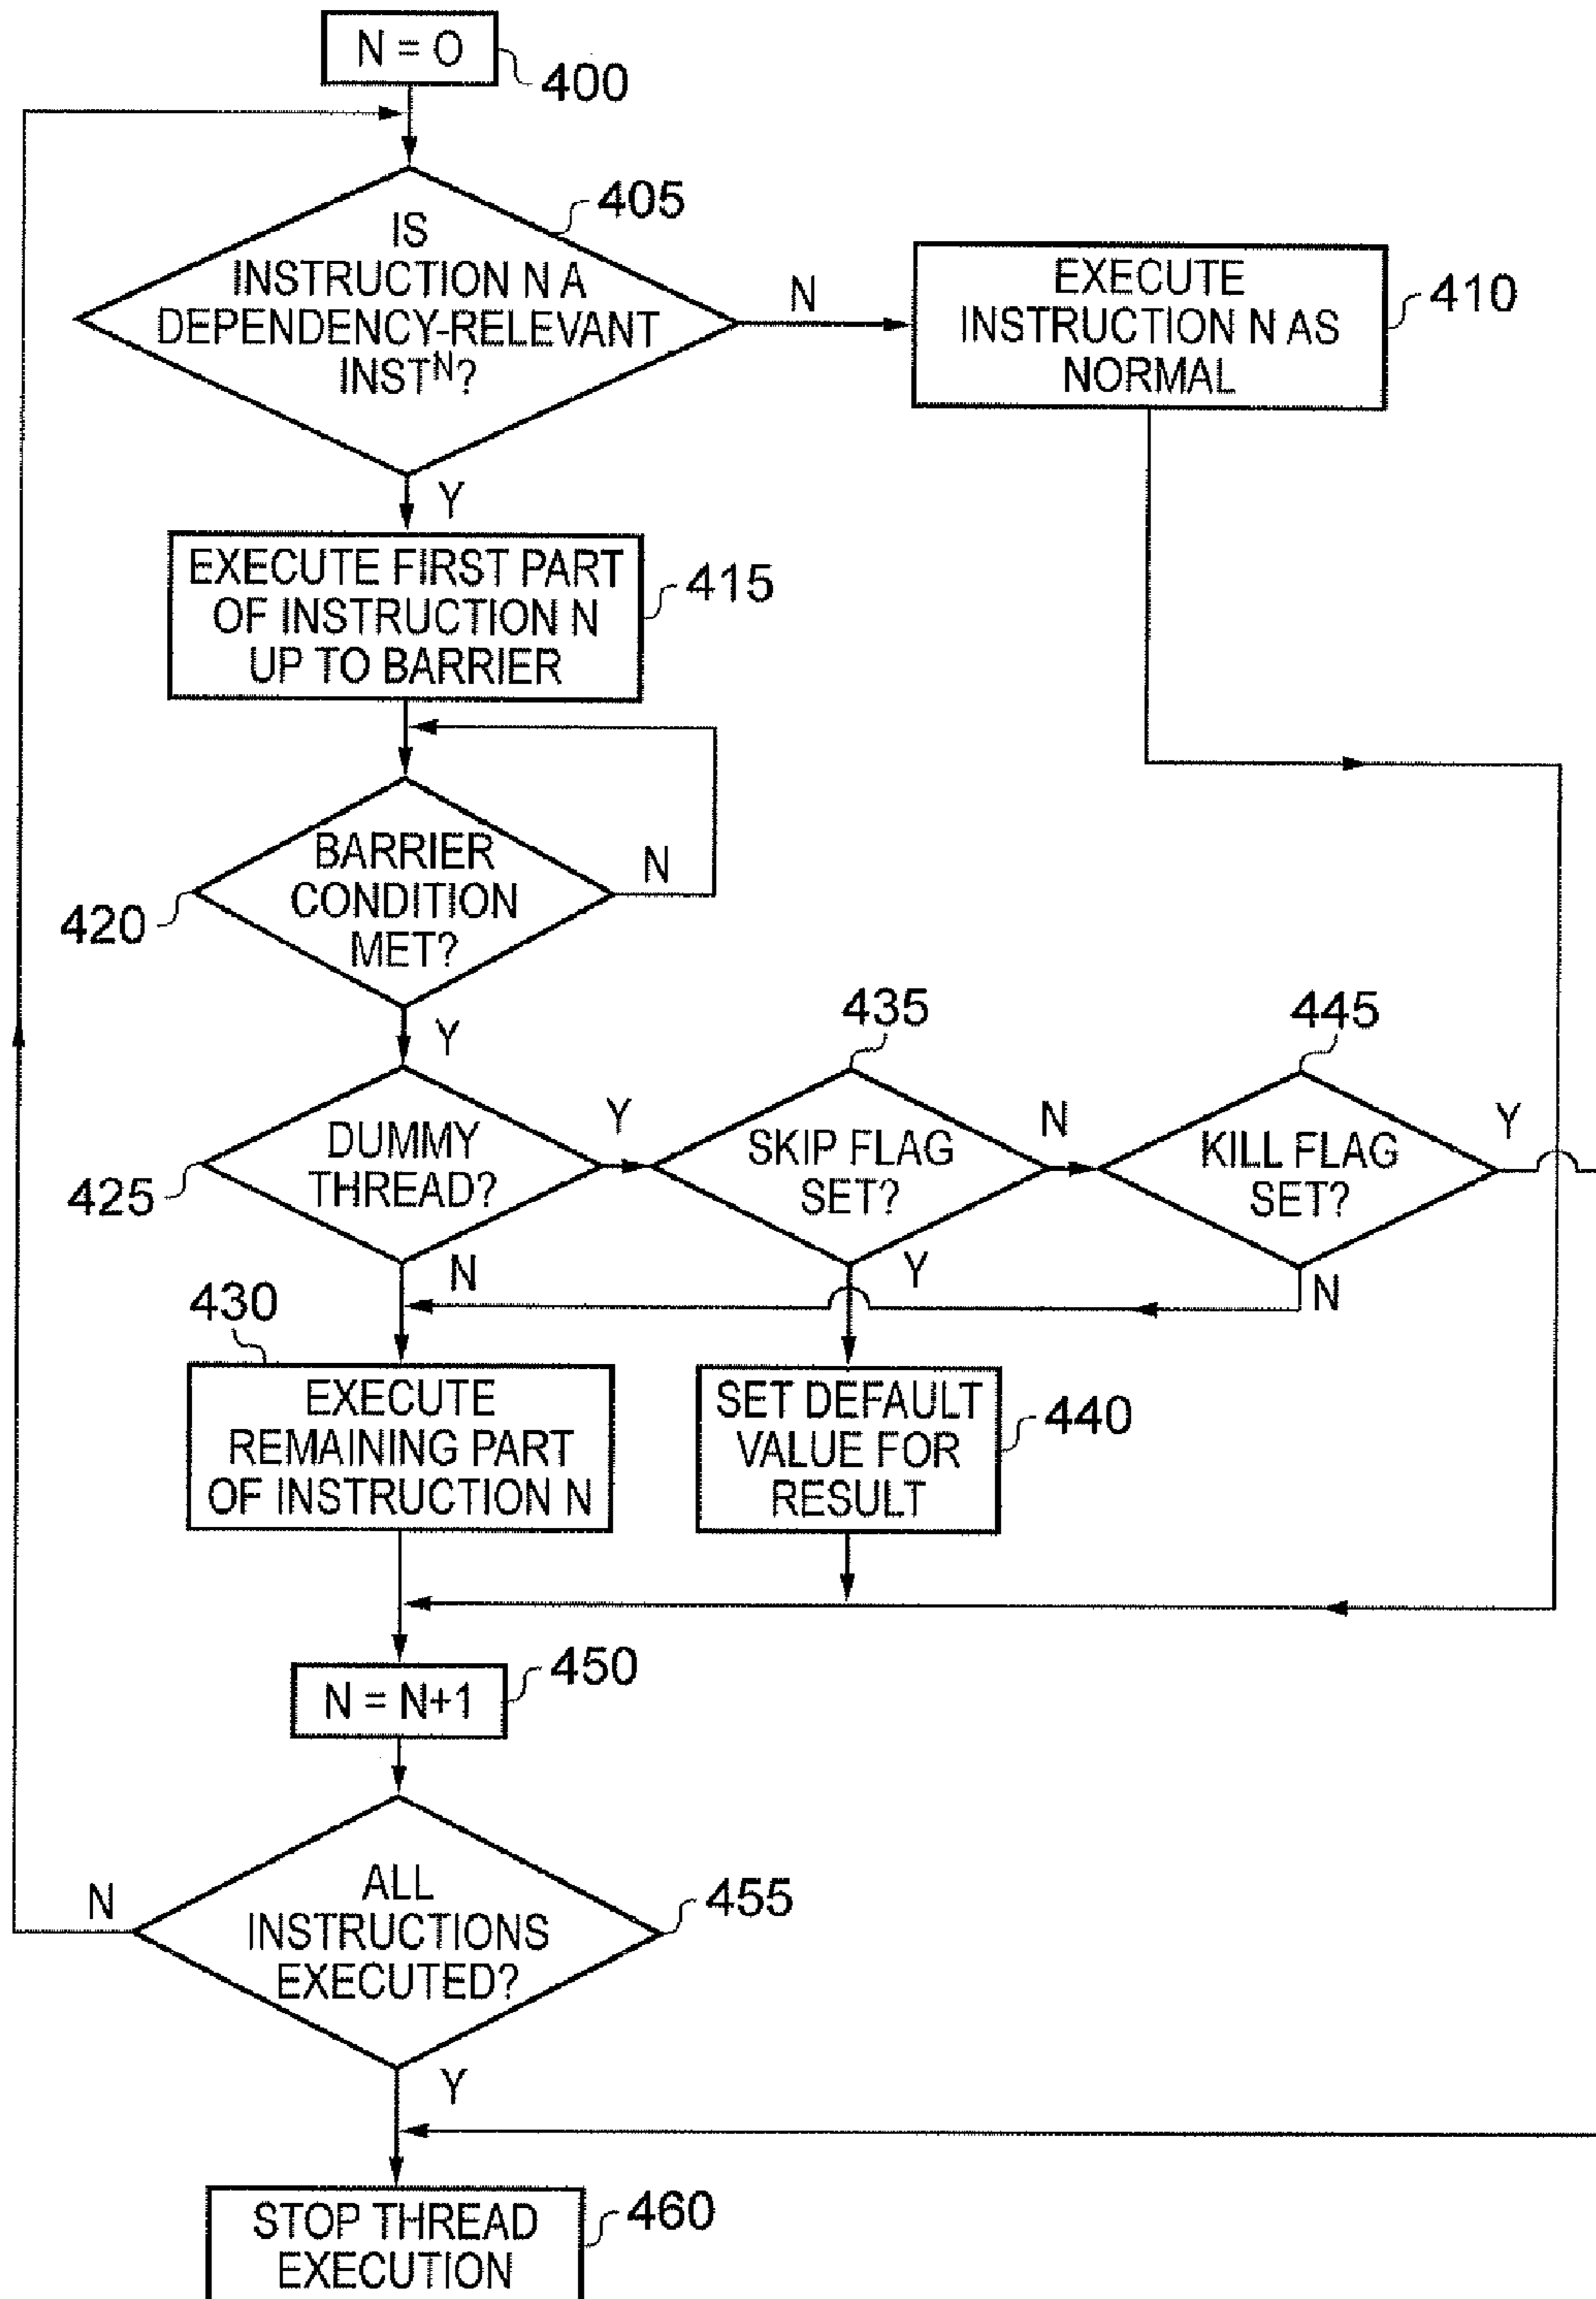 N = O
400
405
IS
INSTRUCTION N A
DEPENDENCY-RELEVANT
INSTᴺ?
N
EXECUTE
INSTRUCTION N AS
NORMAL
410
Y
EXECUTE FIRST PART
OF INSTRUCTION N
UP TO BARRIER
415
BARRIER
CONDITION
MET?
N
420
Y
435
445
DUMMY
THREAD?
425
Y
SKIP FLAG
SET?
N
KILL FLAG
SET?
Y
N
Y
N
430
EXECUTE
REMAINING PART
OF INSTRUCTION N
SET DEFAULT
VALUE FOR
RESULT
440
N = N+1
450
N
ALL
INSTRUCTIONS
EXECUTED?
455
Y
STOP THREAD
EXECUTION
460